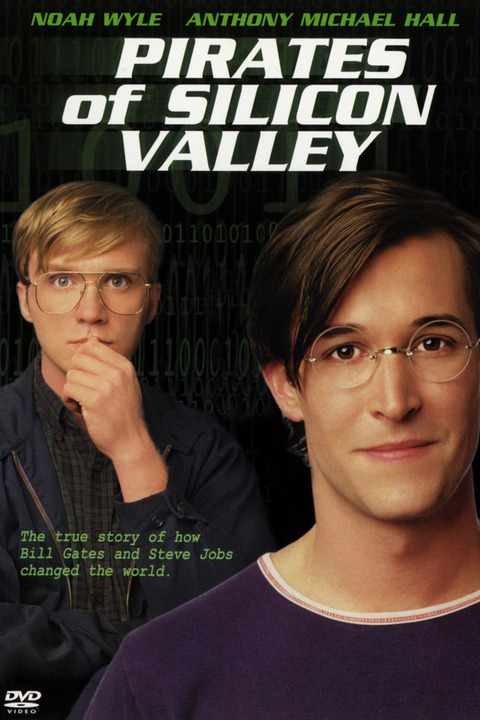 NOAH WYLE ANTHONY MICHAEL HALL
PIRATES
of SILICON
VALLEY
The true story of how
Bill Gates and Steve Jobs
changed the world.
DVD
VIDEO